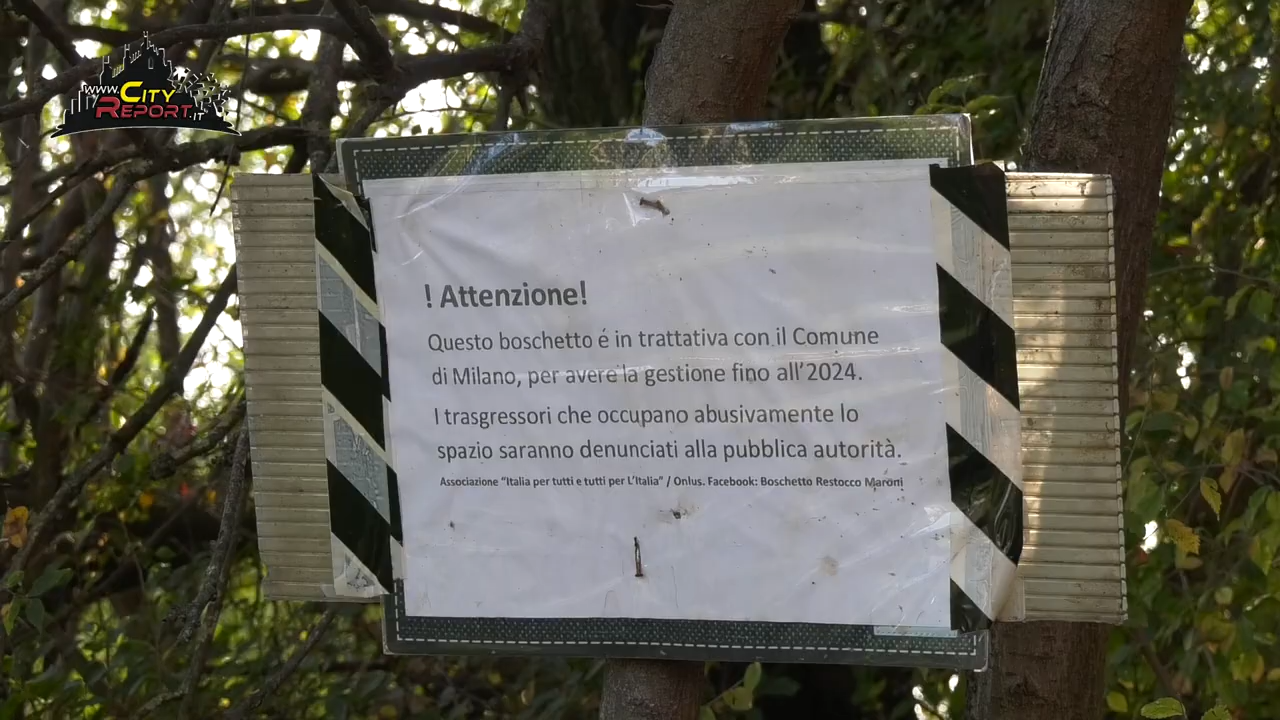 www.City
Report.it
! Attenzione!
Questo boschetto é in trattativa con il Comune
di Milano, per avere la gestione fino all’2024.
I trasgressori che occupano abusivamente lo
spazio saranno denunciati alla pubblica autorità.
Associazione “Italia per tutti e tutti per L’Italia” / Onlus. Facebook: Boschetto Restocco Maroni